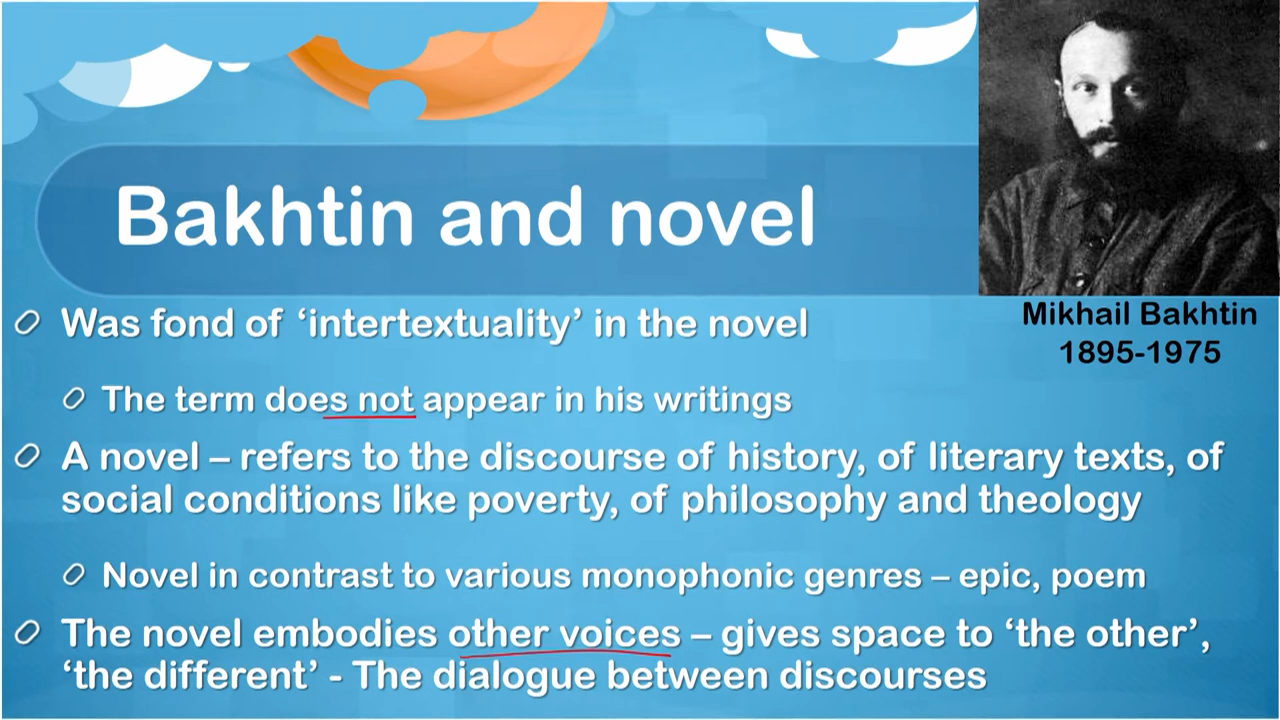 Bakhtin and novel
Mikhail Bakhtin
1895-1975
Was fond of ‘intertextuality’ in the novel
The term does not appear in his writings
A novel – refers to the discourse of history, of literary texts, of
social conditions like poverty, of philosophy and theology
Novel in contrast to various monophonic genres – epic, poem
The novel embodies other voices – gives space to ‘the other’,
‘the different’ - The dialogue between discourses